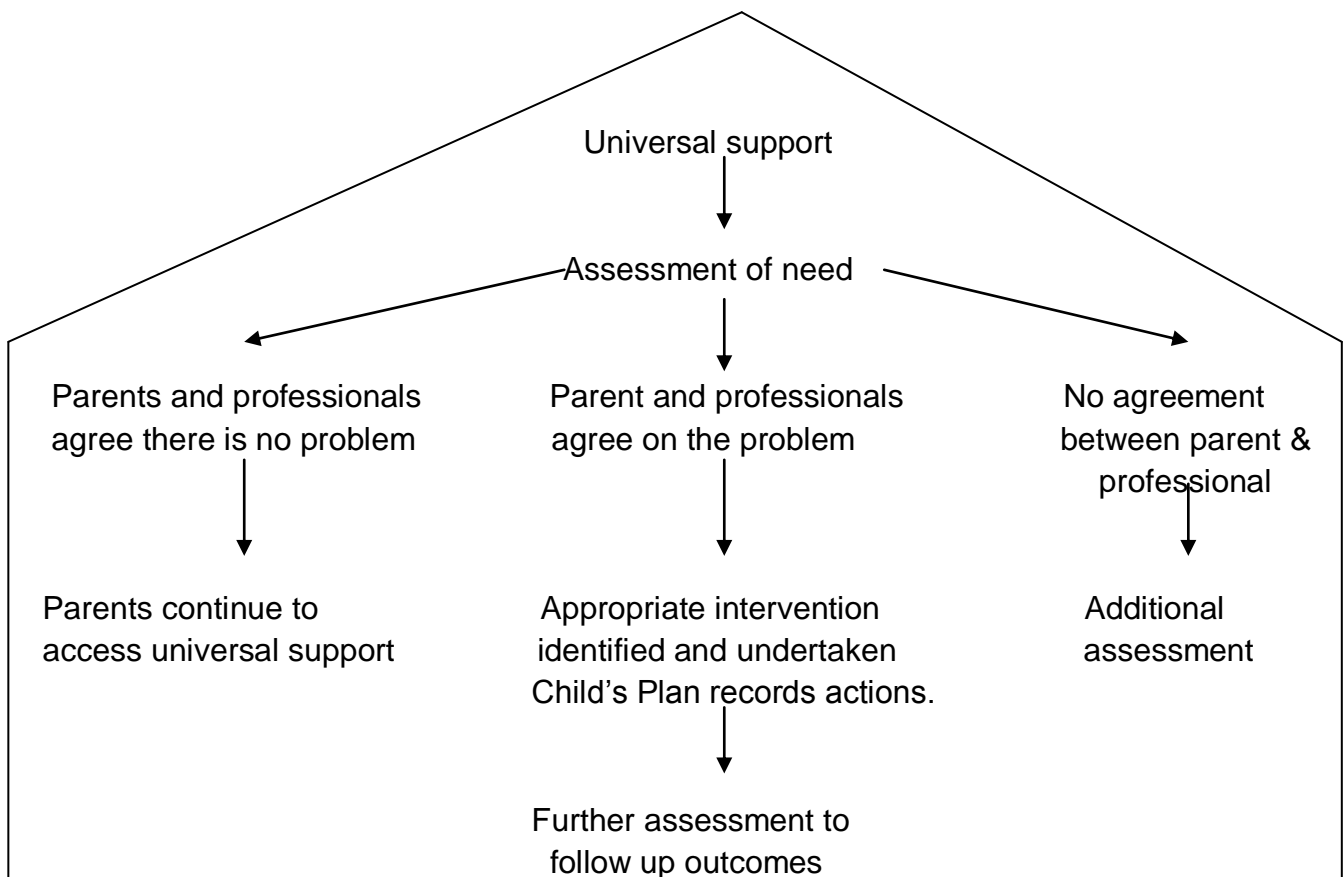 Universal support
Assessment of need
Parents and professionals
agree there is no problem
Parent and professionals
agree on the problem
No agreement
between parent &
professional
Parents continue to
access universal support
Appropriate intervention
identified and undertaken
Child’s Plan records actions.
Additional
assessment
Further assessment to
follow up outcomes